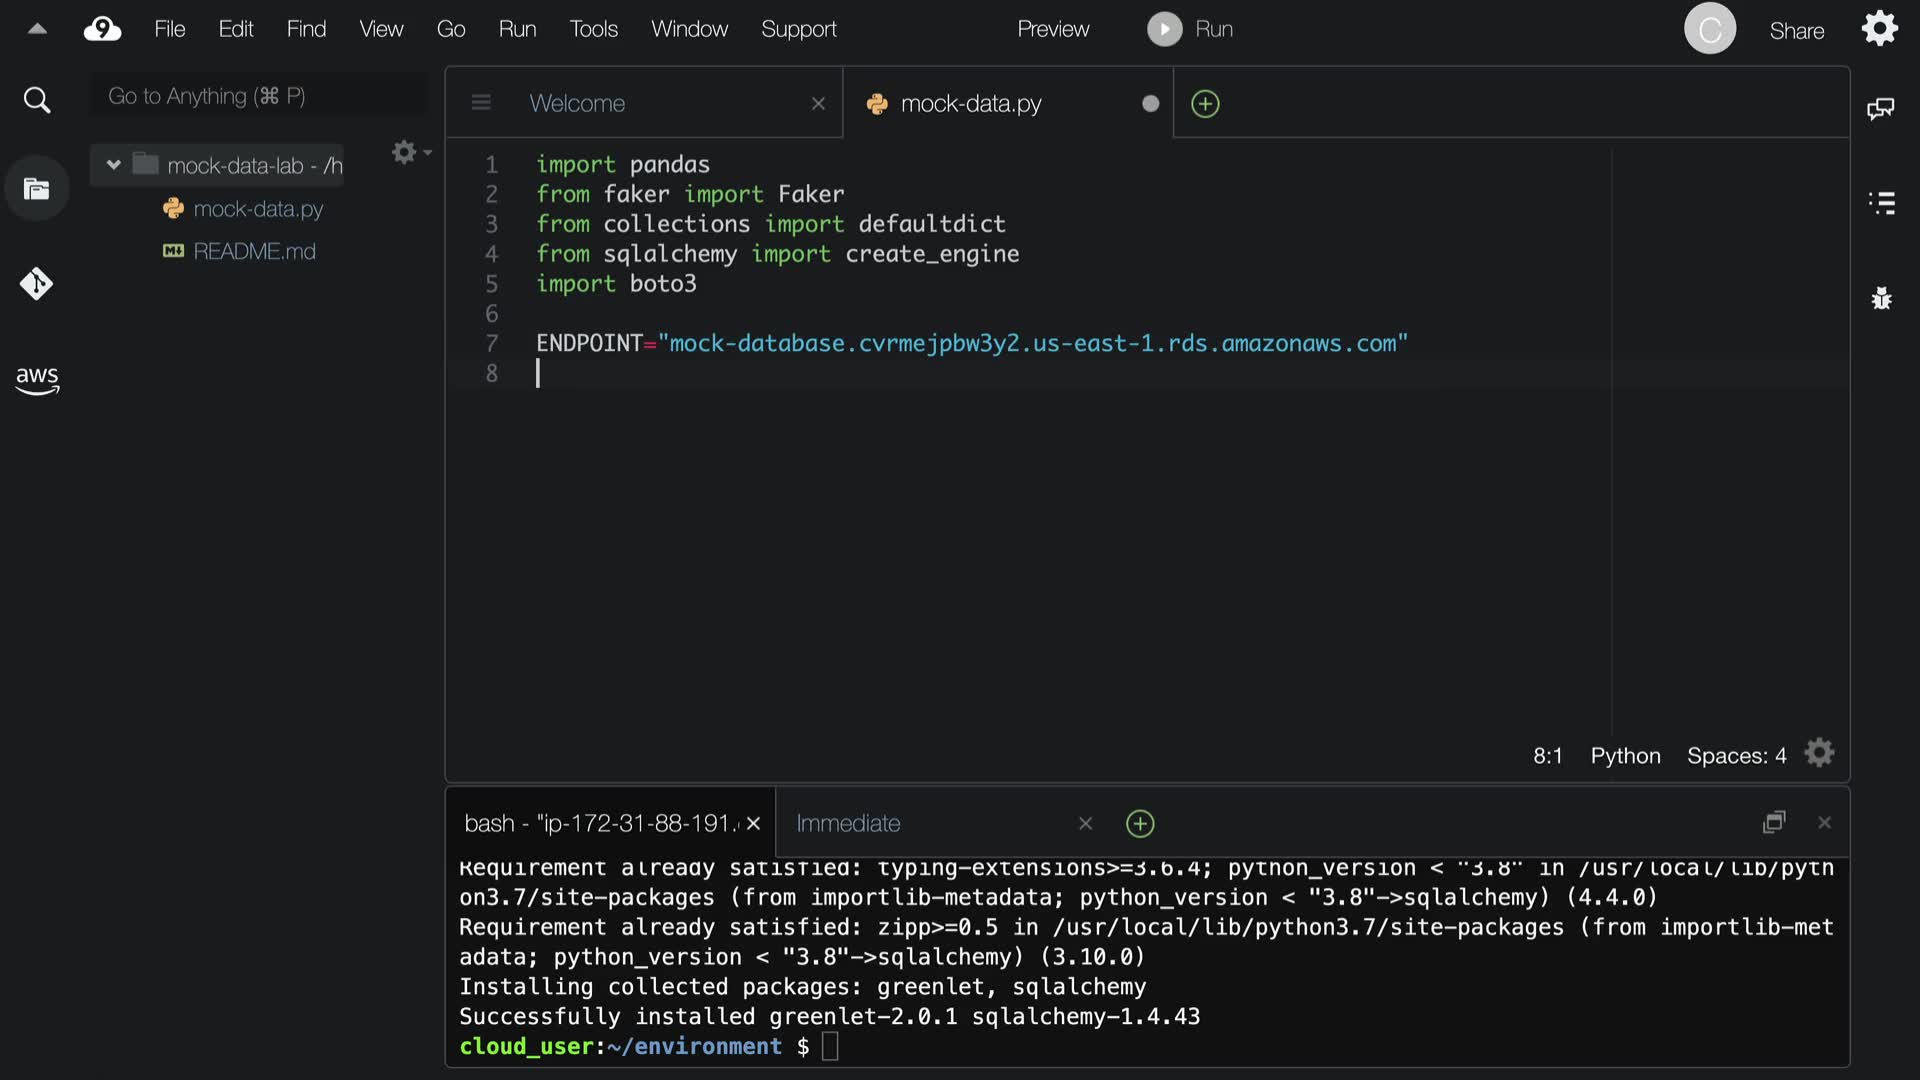 9 File Edit Find View Go Run Tools Window Support Preview Run C Share
Go to Anything (⌘ P)
Welcome
mock-data.py
mock-data-lab - /h
mock-data.py
README.md
aws
1 import pandas
2 from faker import Faker
3 from collections import defaultdict
4 from sqlalchemy import create_engine
5 import boto3
6
7 ENDPOINT="mock-database.cvrmejpbw3y2.us-east-1.rds.amazonaws.com"
8
8:1 Python Spaces: 4
bash - "ip-172-31-88-191.
Immediate
Requirement already satisfied: typing-extensions>=3.6.4; python_version < "3.8" in /usr/local/lib/pyth
on3.7/site-packages (from importlib-metadata; python_version < "3.8"->sqlalchemy) (4.4.0)
Requirement already satisfied: zipp>=0.5 in /usr/local/lib/python3.7/site-packages (from importlib-met
adata; python_version < "3.8"->sqlalchemy) (3.10.0)
Installing collected packages: greenlet, sqlalchemy
Successfully installed greenlet-2.0.1 sqlalchemy-1.4.43
cloud_user:~/environment $